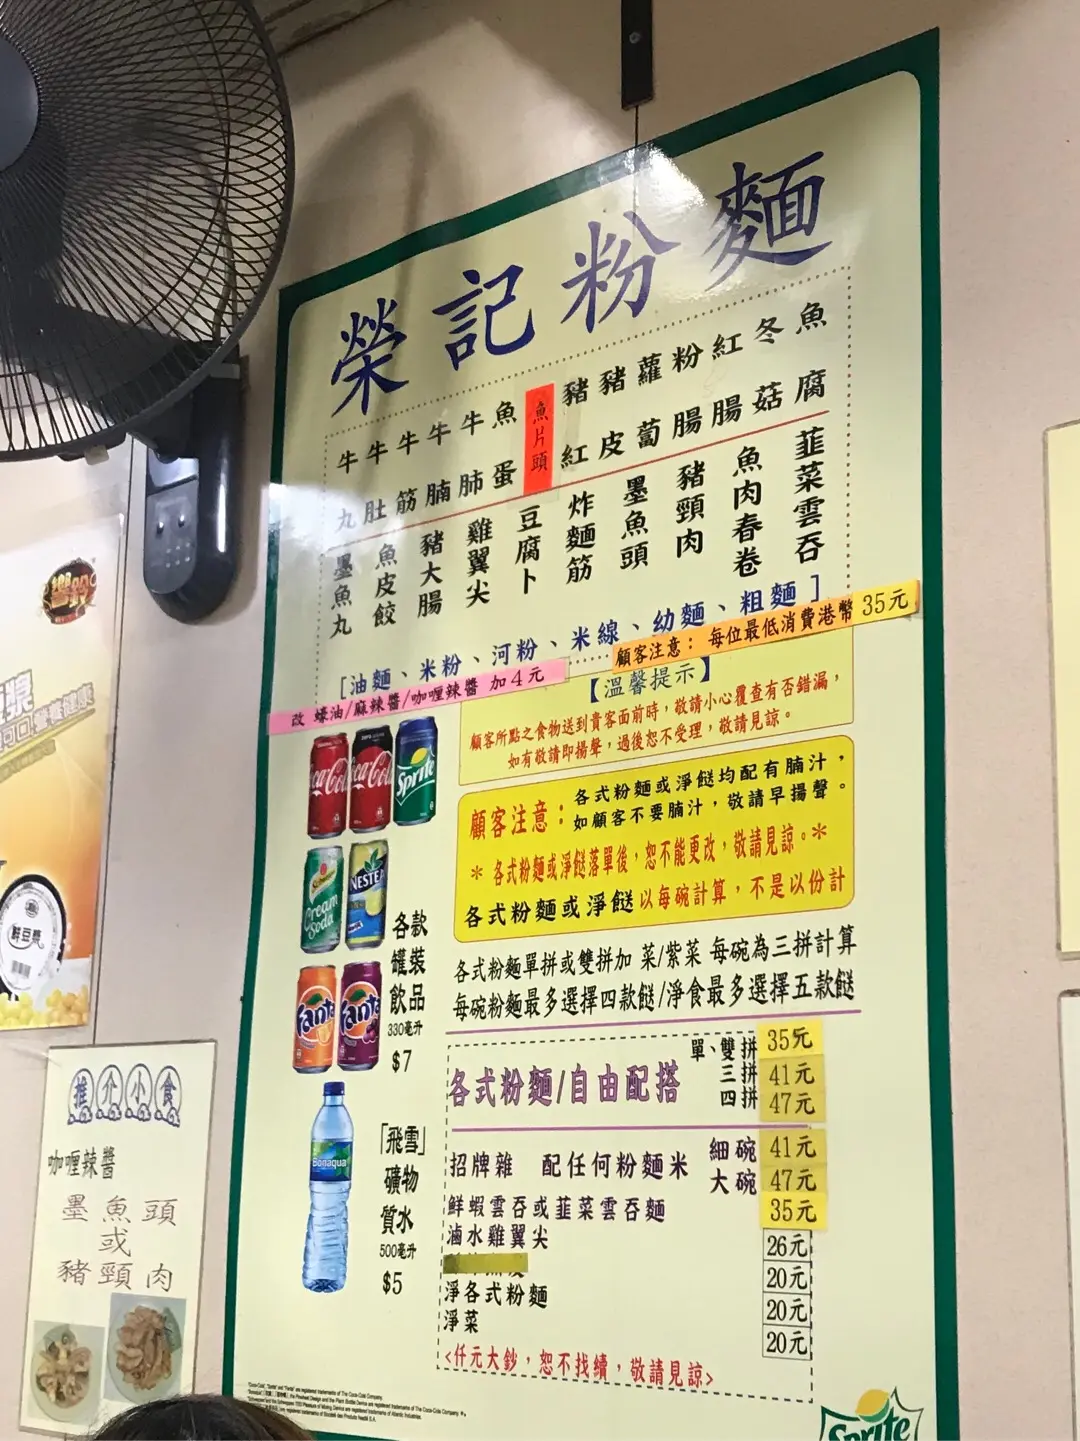 榮記粉麵
牛丸 牛肚 牛筋 牛腩 牛肺 魚蛋 魚片頭 豬紅 豬皮 蘿蔔 粉腸 紅腸 冬菇 魚腐
墨魚丸 魚皮餃 豬大腸 雞翼尖 豆腐卜 炸麵筋 墨魚頭 豬頸肉 魚肉春卷 韮菜雲吞
[油麵、米粉、河粉、米線、幼麵、粗麵]
顧客注意: 每位最低消費港幣 35元
改 蠔油/麻辣醬/咖喱辣醬 加4元
【溫馨提示】
顧客所點之食物送到貴客面前時,敬請小心覆查有否錯漏,
如有敬請即揚聲,過後恕不受理,敬請見諒。
顧客注意:各式粉麵或淨餸均配有腩汁,
如顧客不要腩汁,敬請早揚聲。
*各式粉麵或淨餸落單後,恕不能更改,敬請見諒。*
各式粉麵或淨餸以每碗計算,不是以份計
各式粉麵單拼或雙拼加 菜/紫菜 每碗為三拼計算
每碗粉麵最多選擇四款餸/淨食最多選擇五款餸
各式粉麵/自由配搭
單、雙拼 35元
三拼 41元
四拼 47元
招牌雜 配任何粉麵米 細碗 41元
大碗 47元
鮮蝦雲吞或韮菜雲吞麵 35元
滷水雞翼尖 26元
20元
淨各式粉麵 20元
淨菜 20元
<仟元大鈔,恕不找續,敬請見諒>
Coca-Cola
Coca-Cola
Sprite
Cream Soda
NESTEA
Fanta
Fanta
各款罐裝飲品
330毫升
$7
Bonaqua
「飛雪」礦物質水
500毫升
$5
Sprite
推介小食
咖喱辣醬
墨魚頭
或
豬頸肉
鮮豆漿